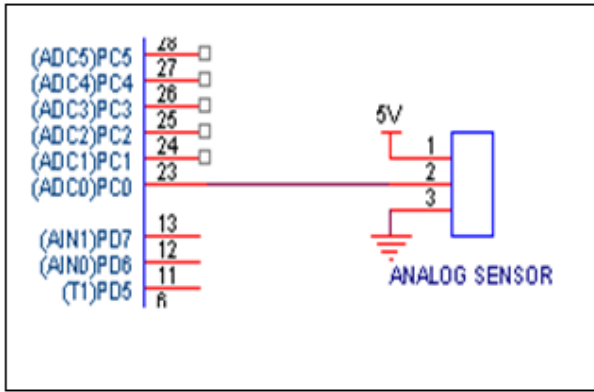 (ADC5)PC5 28
(ADC4)PC4 27
(ADC3)PC3 26
(ADC2)PC2 25
(ADC1)PC1 24
(ADC0)PC0 23
(AIN1)PD7 13
(AIN0)PD6 12
(T1)PD5 11
6
5V
1
2
3
ANALOG SENSOR